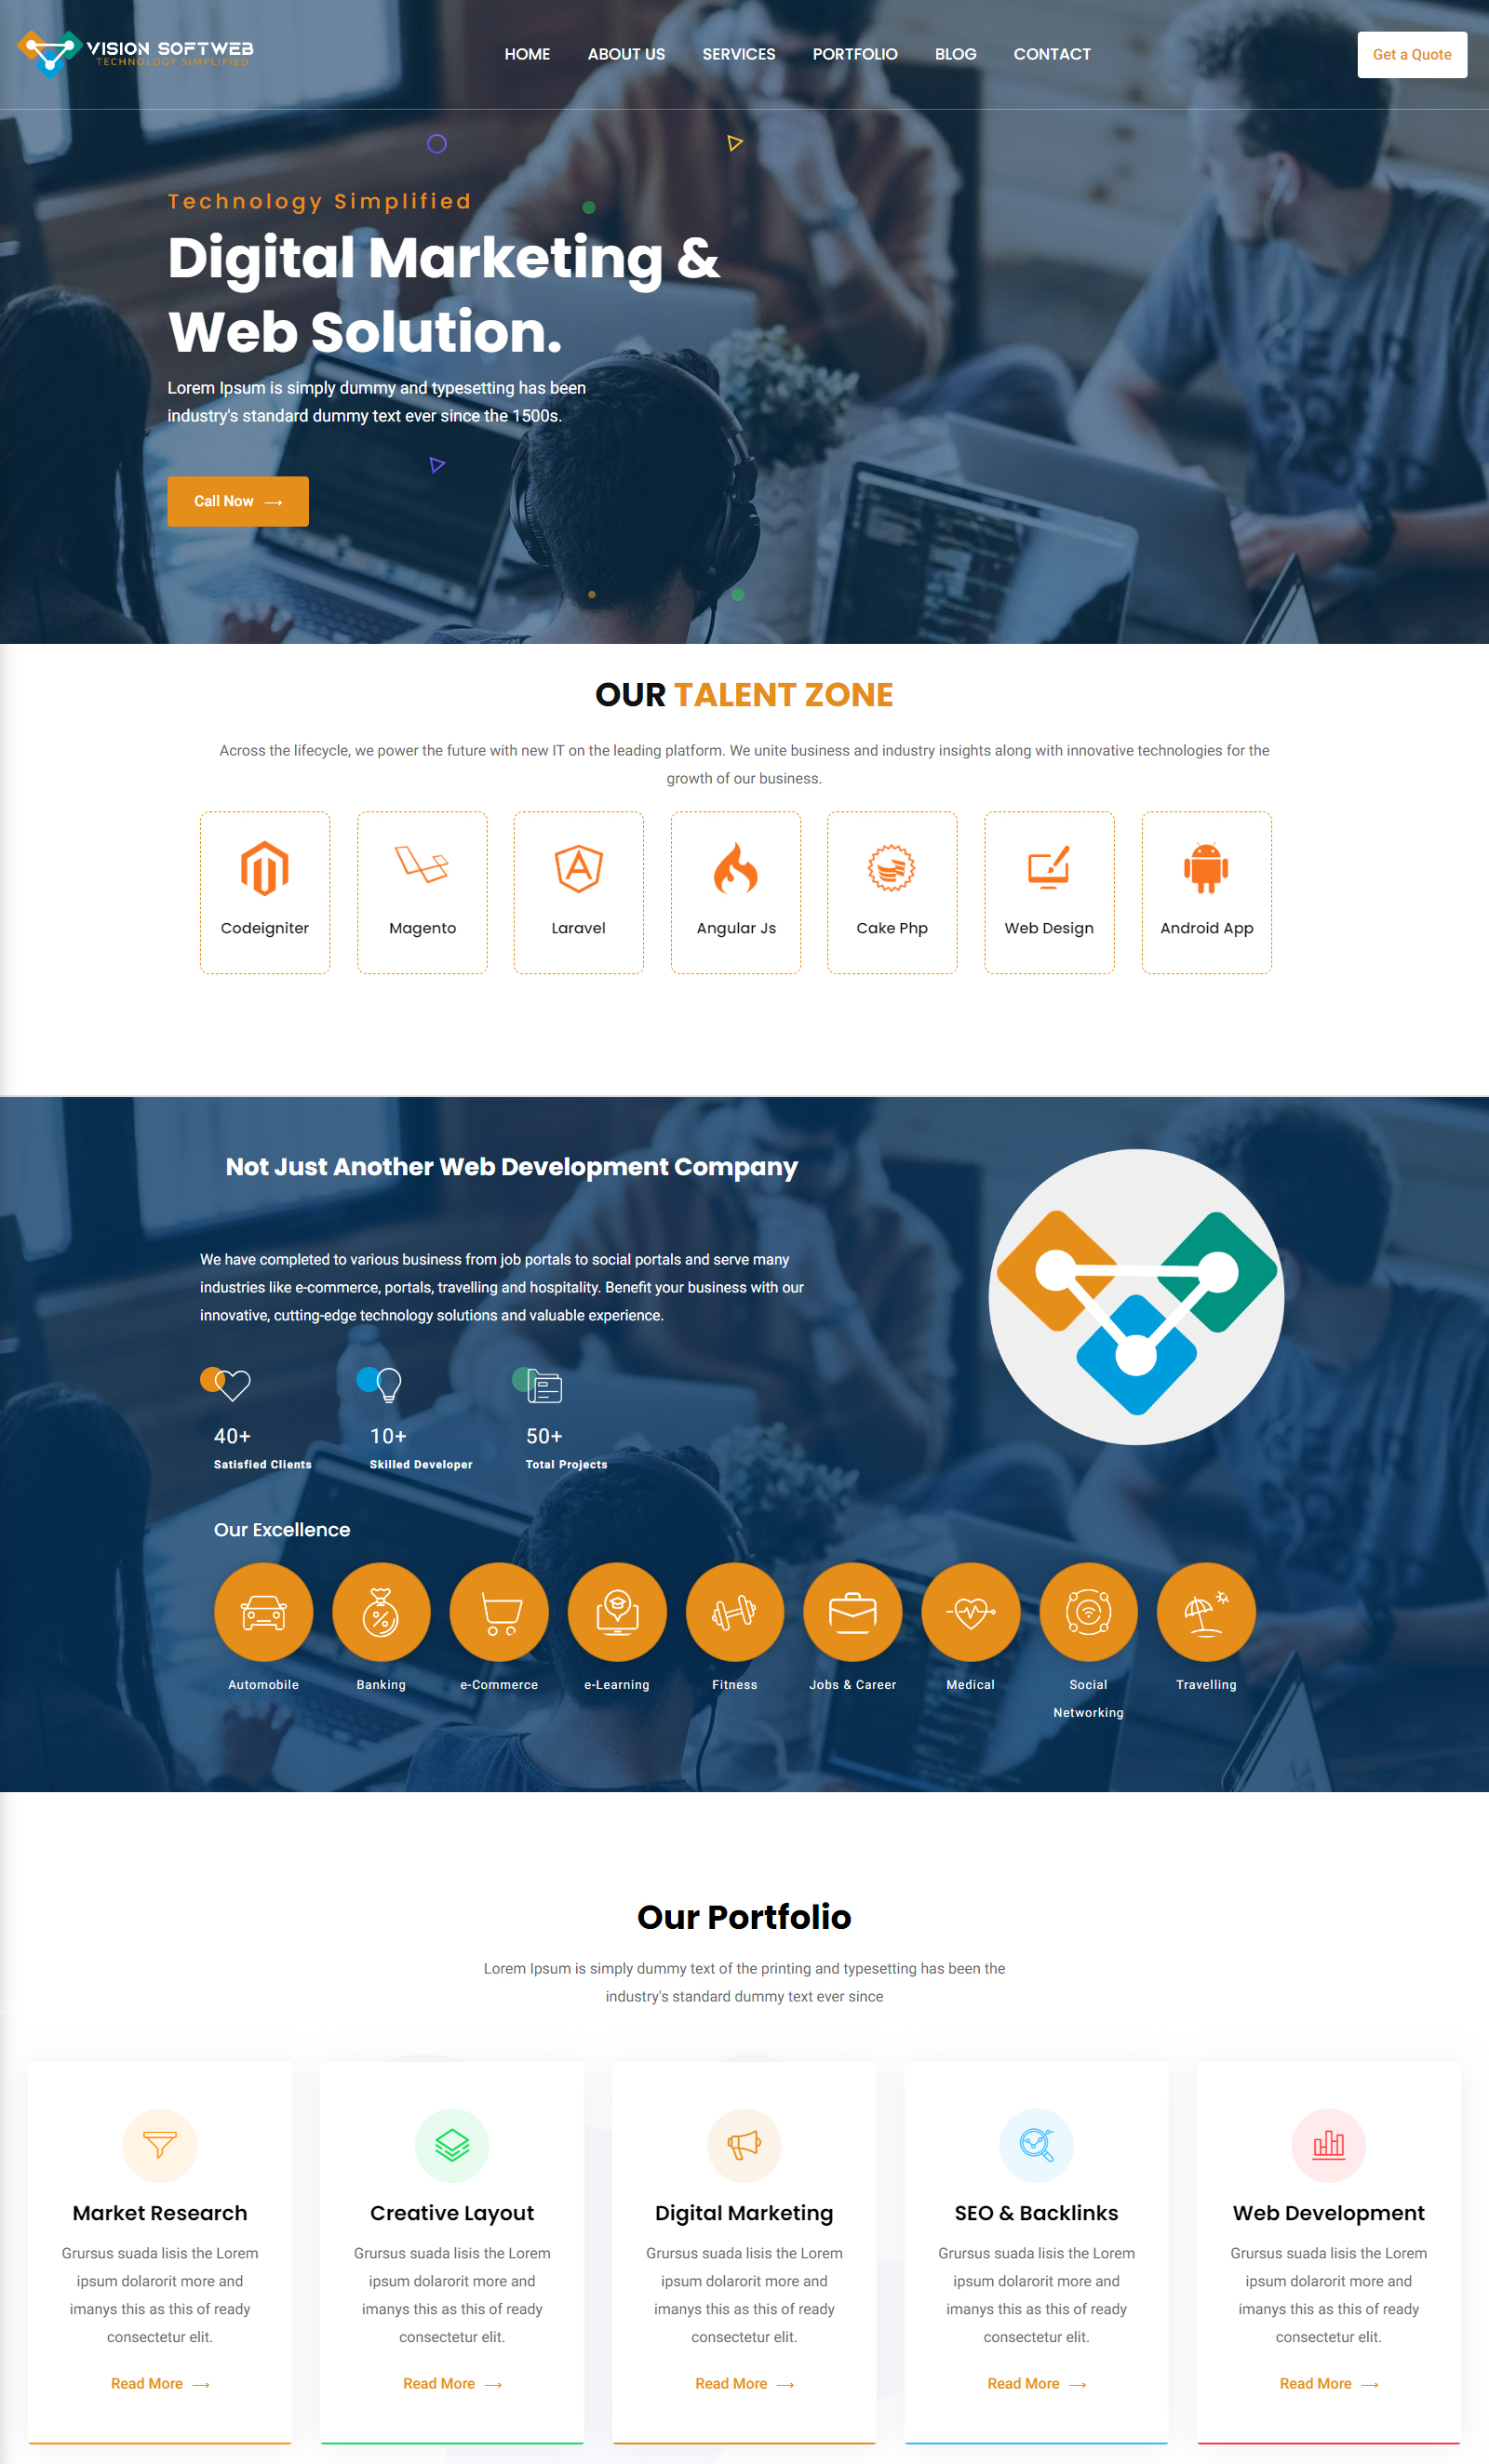 VISION SOFTWEB
TECHNOLOGY SIMPLIFIED
HOME ABOUT US SERVICES PORTFOLIO BLOG CONTACT
Get a Quote
Technology Simplified
Digital Marketing &
Web Solution.
Lorem Ipsum is simply dummy and typesetting has been
industry's standard dummy text ever since the 1500s.
Call Now
OUR TALENT ZONE
Across the lifecycle, we power the future with new IT on the leading platform. We unite business and industry insights along with innovative technologies for the
growth of our business.
Codeigniter
Magento
Laravel
Angular Js
Cake Php
Web Design
Android App
Not Just Another Web Development Company
We have completed to various business from job portals to social portals and serve many
industries like e-commerce, portals, travelling and hospitality. Benefit your business with our
innovative, cutting-edge technology solutions and valuable experience.
40+
Satisfied Clients
10+
Skilled Developer
50+
Total Projects
Our Excellence
Automobile
Banking
e-Commerce
e-Learning
Fitness
Jobs & Career
Medical
Social
Networking
Travelling
Our Portfolio
Lorem Ipsum is simply dummy text of the printing and typesetting has been the
industry's standard dummy text ever since
Market Research
Grursus suada lisis the Lorem
ipsum dolarorit more and
imanys this as this of ready
consectetur elit.
Read More
Creative Layout
Grursus suada lisis the Lorem
ipsum dolarorit more and
imanys this as this of ready
consectetur elit.
Read More
Digital Marketing
Grursus suada lisis the Lorem
ipsum dolarorit more and
imanys this as this of ready
consectetur elit.
Read More
SEO & Backlinks
Grursus suada lisis the Lorem
ipsum dolarorit more and
imanys this as this of ready
consectetur elit.
Read More
Web Development
Grursus suada lisis the Lorem
ipsum dolarorit more and
imanys this as this of ready
consectetur elit.
Read More